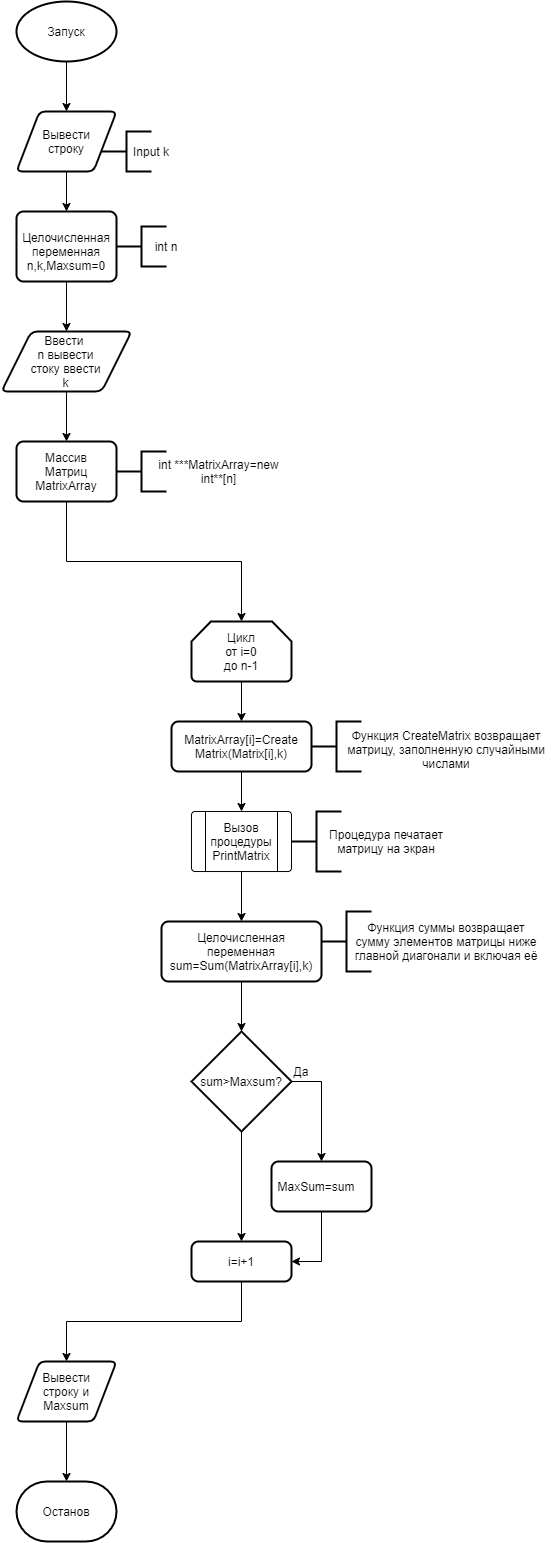 Запуск
Вывести
строку
Input k
Целочисленная
переменная
n,k,Maxsum=0
int n
Ввести
n вывести
стоку ввести
k
Массив
Матриц
MatrixArray
int ***MatrixArray=new
int**[n]
Цикл
от i=0
до n-1
MatrixArray[i]=Create
Matrix(Matrix[i],k)
Функция CreateMatrix возвращает
матрицу, заполненную случайными
числами
Вызов
процедуры
PrintMatrix
Процедура печатает
матрицу на экран
Целочисленная
переменная
sum=Sum(MatrixArray[i],k)
Функция суммы возвращает
сумму элементов матрицы ниже
главной диагонали и включая её
sum>Maxsum?
Да
MaxSum=sum
i=i+1
Вывести
строку и
Maxsum
Останов